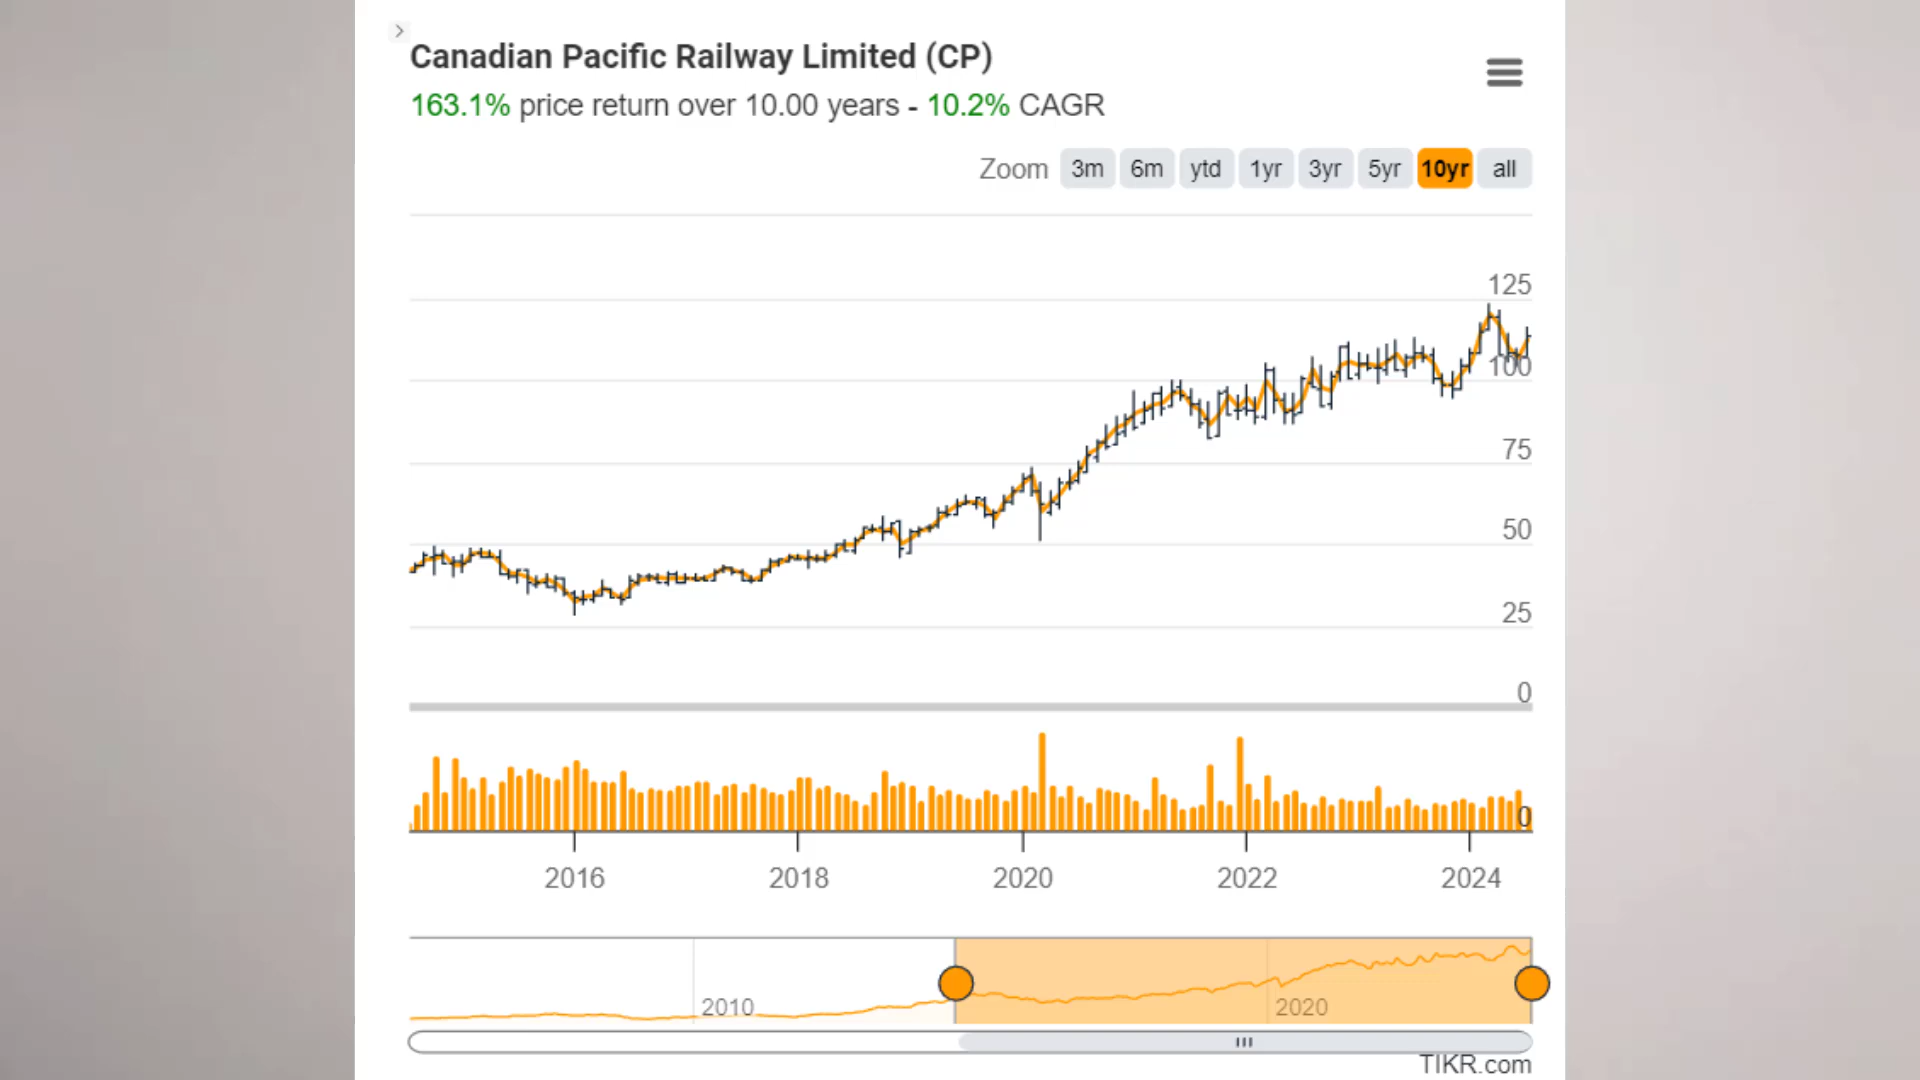 Canadian Pacific Railway Limited (CP)
163.1% price return over 10.00 years - 10.2% CAGR
Zoom 3m 6m ytd 1yr 3yr 5yr 10yr all
125
100
75
50
25
0
0
2016 2018 2020 2022 2024
2010 2020
TIKR.com